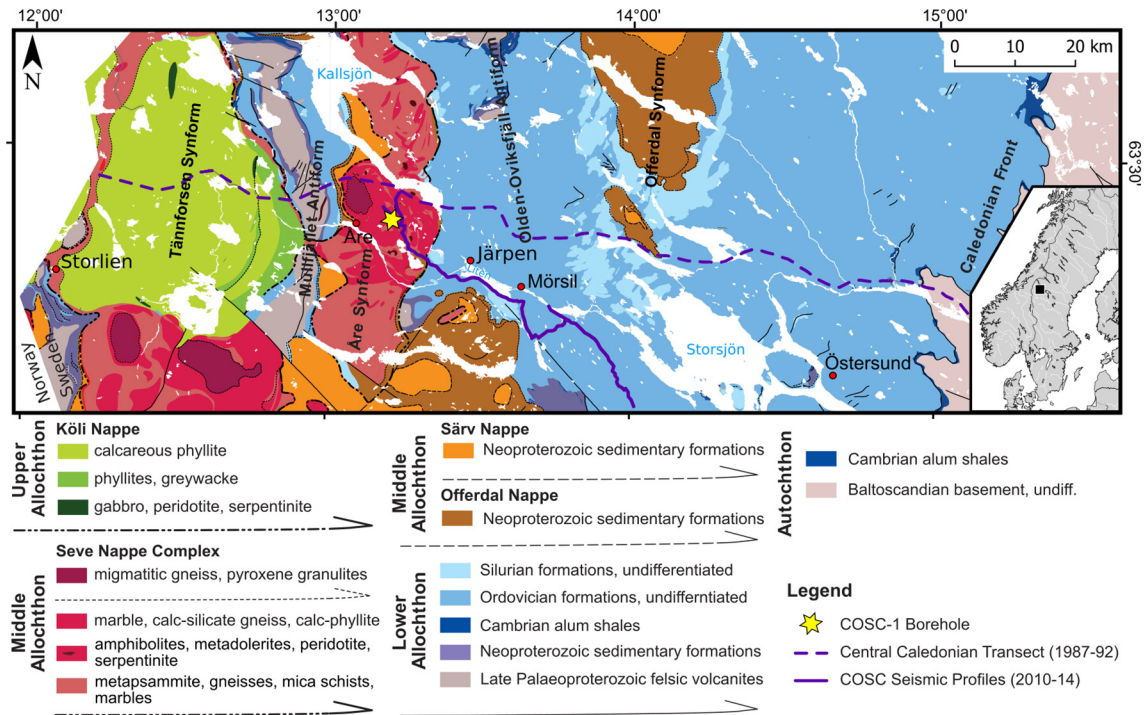 12°00'
13°00'
14°00'
15°00'
N
0 10 20 km
63°30'
Kallsjön
Tännforsen Synform
Mullfjället Antiform
Åre Synform
Olden-Oviksfjäll Antiform
Offerdal Synform
Caledonian Front
Storlien
Åre
Järpen
Liten
Mörsil
Storsjön
Östersund
Norway
Sweden
Upper
Allochthon
Köli Nappe
calcareous phyllite
phyllites, greywacke
gabbro, peridotite, serpentinite
Middle
Allochthon
Seve Nappe Complex
migmatitic gneiss, pyroxene granulites
marble, calc-silicate gneiss, calc-phyllite
amphibolites, metadolerites, peridotite,
serpentinite
metapsammite, gneisses, mica schists,
marbles
Middle
Allochthon
Särv Nappe
Neoproterozoic sedimentary formations
Offerdal Nappe
Neoproterozoic sedimentary formations
Lower
Allochthon
Silurian formations, undifferentiated
Ordovician formations, undifferntiated
Cambrian alum shales
Neoproterozoic sedimentary formations
Late Palaeoproterozoic felsic volcanites
Autochthon
Cambrian alum shales
Baltoscandian basement, undiff.
Legend
COSC-1 Borehole
Central Caledonian Transect (1987-92)
COSC Seismic Profiles (2010-14)